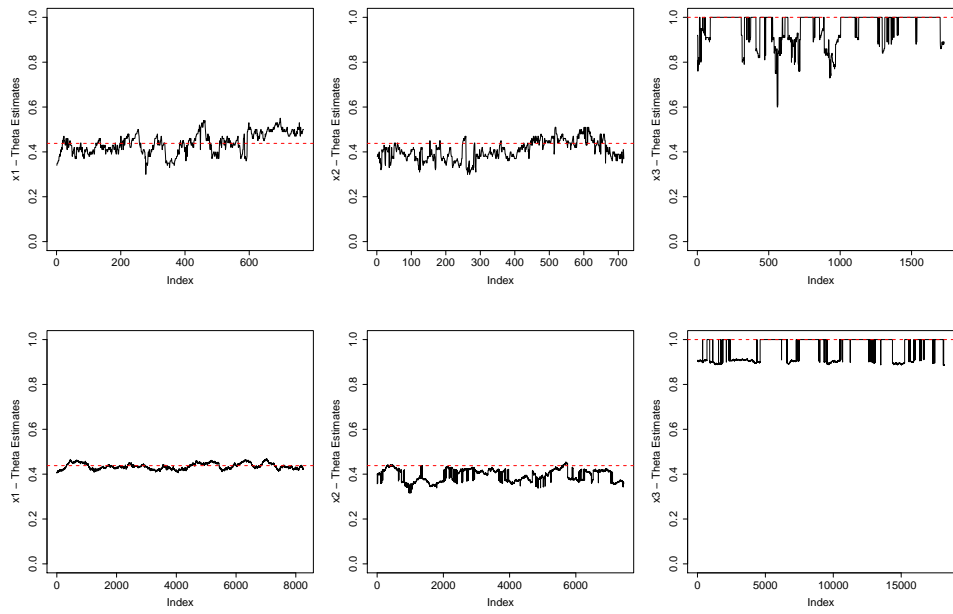 0.0 0.2 0.4 0.6 0.8 1.0
x1 – Theta Estimates
0 200 400 600
Index
0.0 0.2 0.4 0.6 0.8 1.0
x2 – Theta Estimates
0 100 200 300 400 500 600 700
Index
0.0 0.2 0.4 0.6 0.8 1.0
x3 – Theta Estimates
0 500 1000 1500
Index
0.0 0.2 0.4 0.6 0.8 1.0
x1 – Theta Estimates
0 2000 4000 6000 8000
Index
0.0 0.2 0.4 0.6 0.8 1.0
x2 – Theta Estimates
0 2000 4000 6000
Index
0.0 0.2 0.4 0.6 0.8 1.0
x3 – Theta Estimates
0 5000 10000 15000
Index